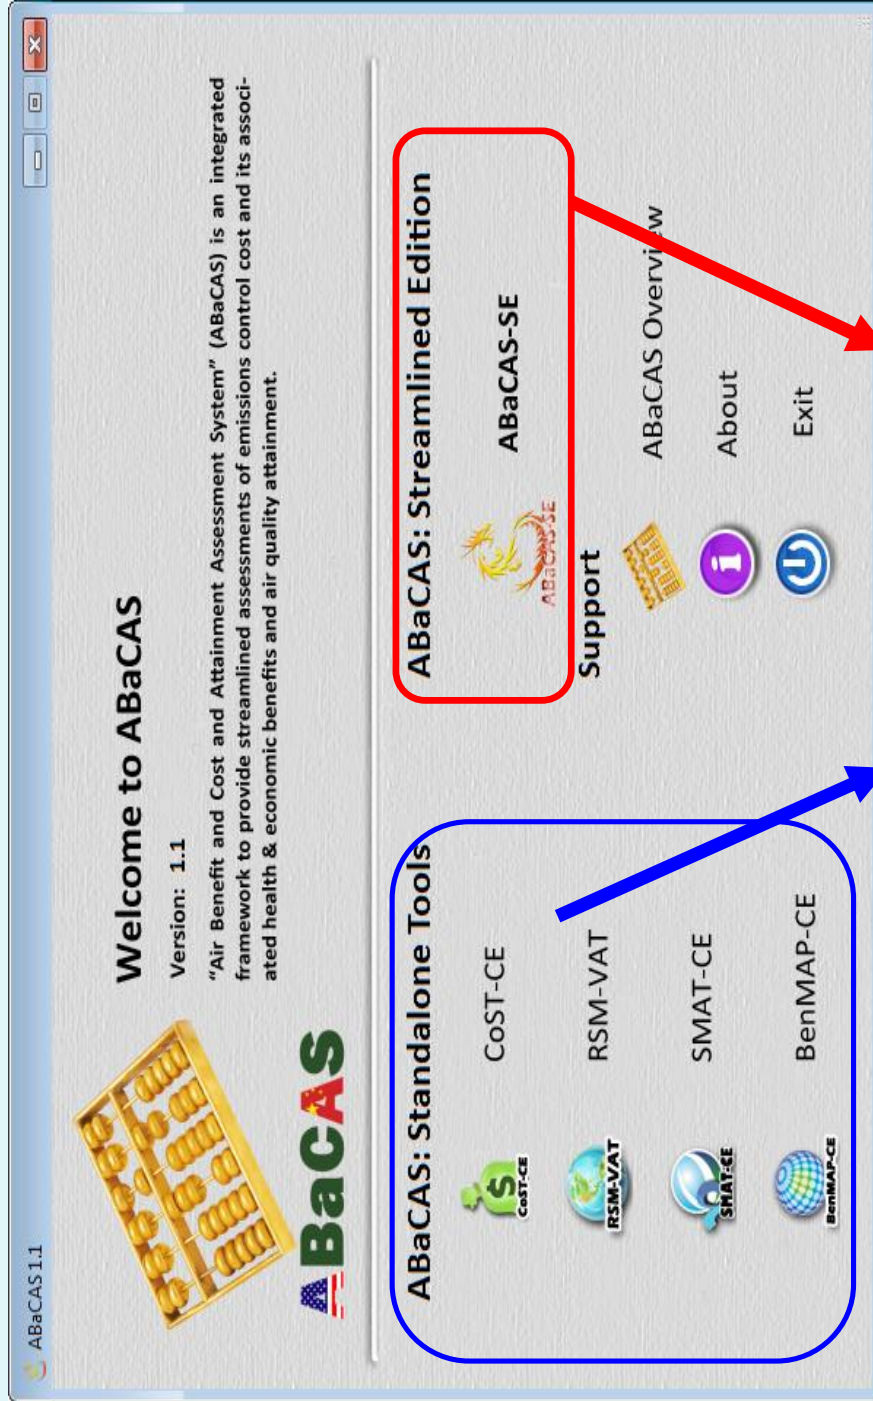 ABaCAS 1.1
Welcome to ABaCAS
Version: 1.1
“Air Benefit and Cost and Attainment Assessment System” (ABaCAS) is an integrated
framework to provide streamlined assessments of emissions control cost and its associ-
ated health & economic benefits and air quality attainment.
ABaCAS
ABaCAS: Standalone Tools
CoST-CE
CoST-CE
RSM-VAT
RSM-VAT
SMAT-CE
SMAT-CE
BenMAP-CE
BenMAP-CE
ABaCAS: Streamlined Edition
ABaCAS-SE
ABaCAS-SE
Support
ABaCAS Overview
About
Exit